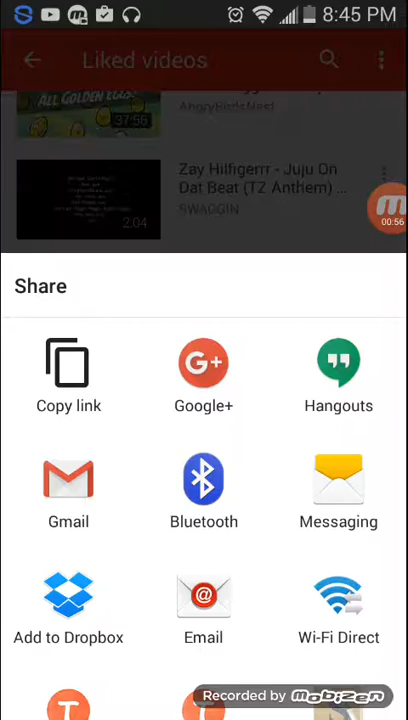 8:45 PM
Liked videos
ALL GOLDEN EGGS!
37:56
AngryBirdsNest
Zay Hilfigerrr - Juju On
Dat Beat (TZ Anthem) ...
SWAGGIN
2:04
00:56
Share
Copy link
G+
Google+
Hangouts
Gmail
Bluetooth
Messaging
Add to Dropbox
@
Email
Wi-Fi Direct
T
T
Recorded by mobizen